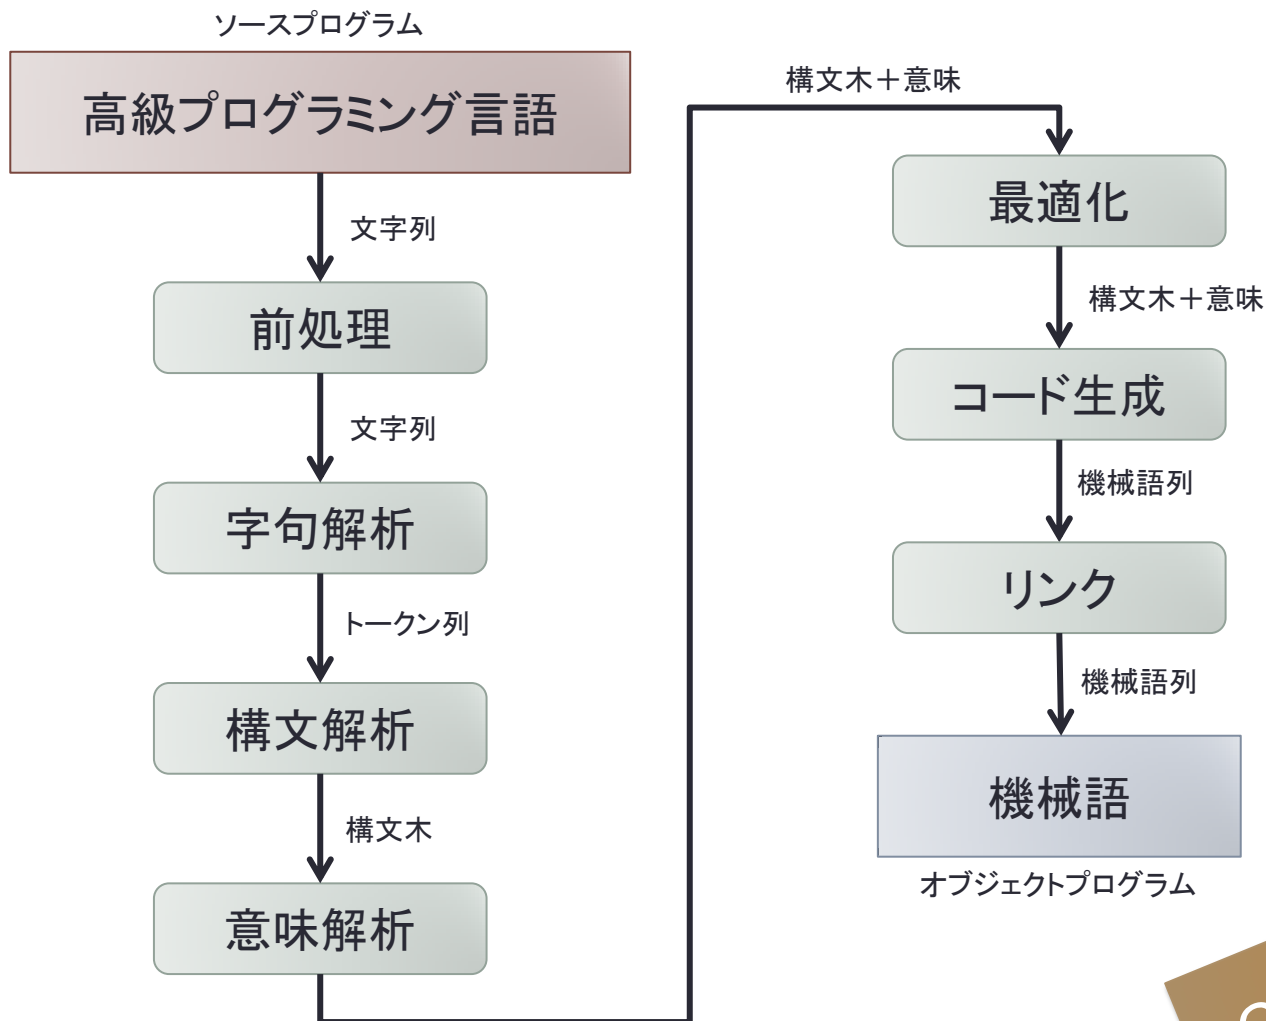 ソースプログラム
高級プログラミング言語
文字列
前処理
文字列
字句解析
トークン列
構文解析
構文木
意味解析
構文木＋意味
最適化
構文木＋意味
コード生成
機械語列
リンク
機械語列
機械語
オブジェクトプログラム